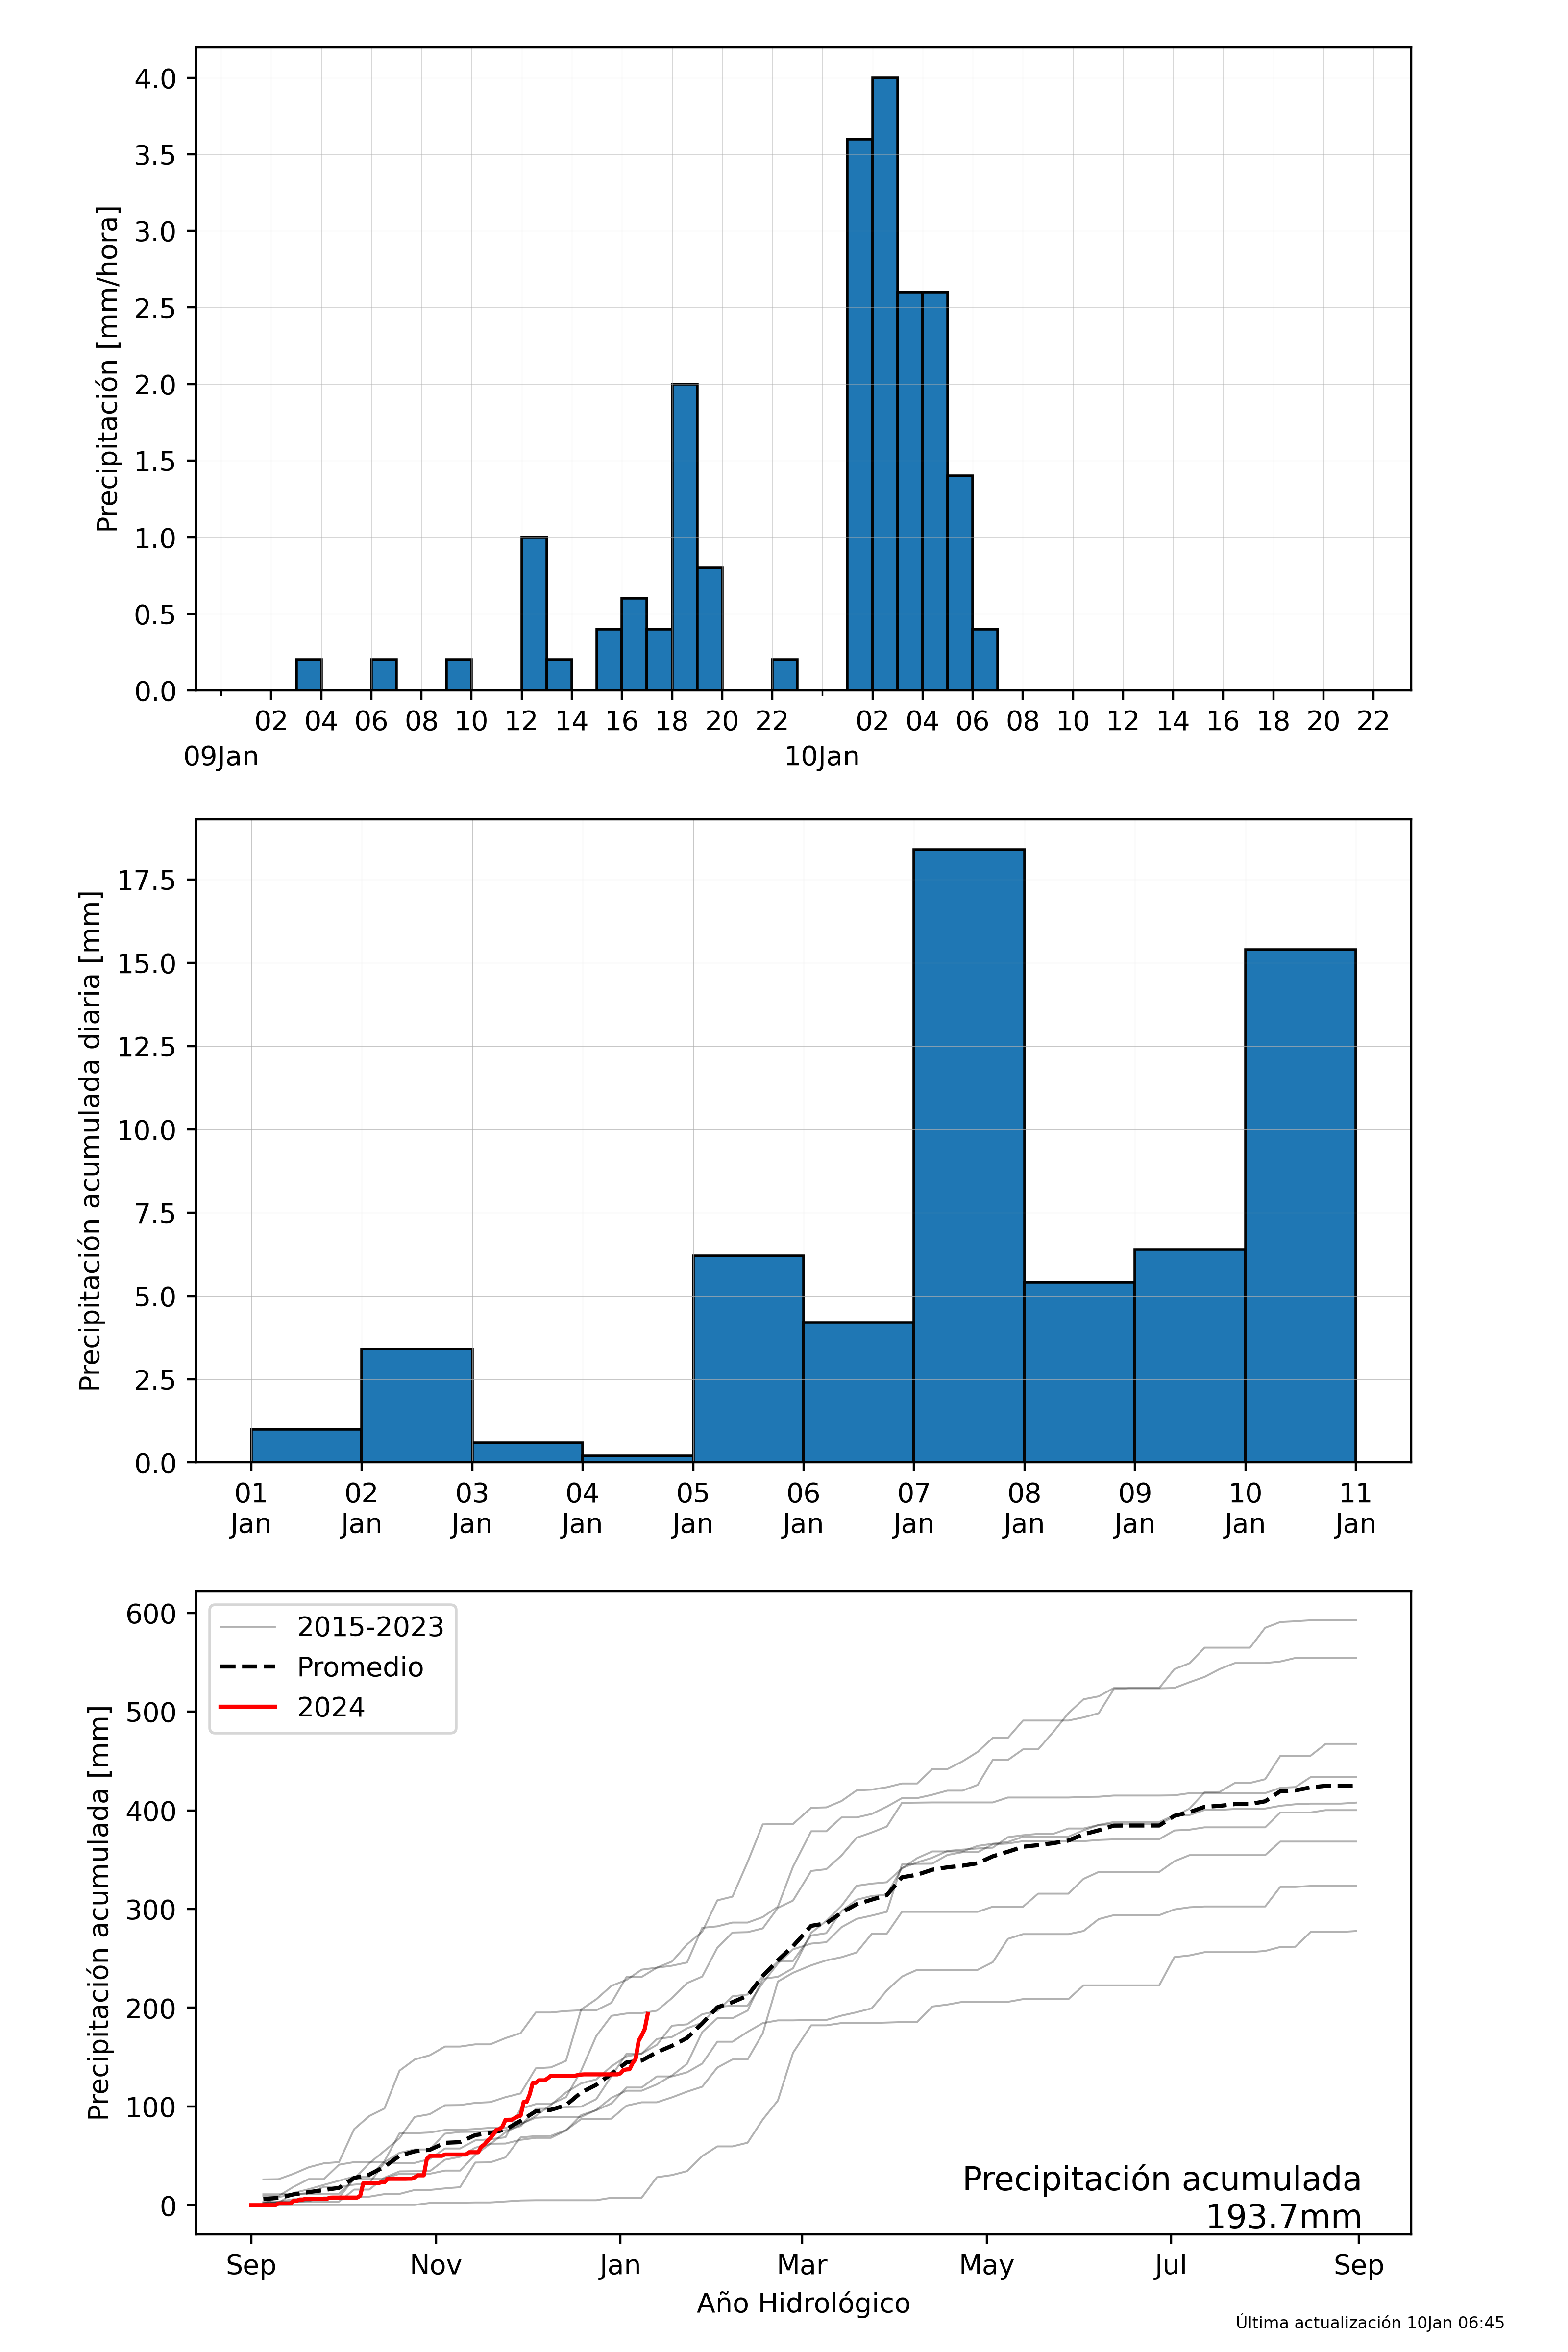 4.0
3.5
3.0
2.5
2.0
1.5
1.0
0.5
0.0
Precipitación [mm/hora]
02 04 06 08 10 12 14 16 18 20 22 02 04 06 08 10 12 14 16 18 20 22
09Jan 10Jan
17.5
15.0
12.5
10.0
7.5
5.0
2.5
0.0
Precipitación acumulada diaria [mm]
01 02 03 04 05 06 07 08 09 10 11
Jan Jan Jan Jan Jan Jan Jan Jan Jan Jan Jan
600
500
400
300
200
100
0
Precipitación acumulada [mm]
2015-2023
Promedio
2024
Precipitación acumulada
193.7mm
Sep Nov Jan Mar May Jul Sep
Año Hidrológico
Última actualización 10Jan 06:45